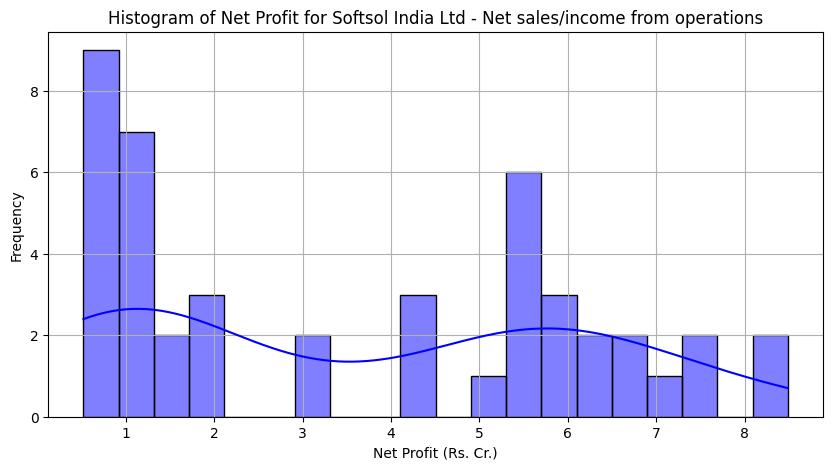 Histogram of Net Profit for Softsol India Ltd - Net sales/income from operations
8
6
4
2
0
Frequency
1 2 3 4 5 6 7 8
Net Profit (Rs. Cr.)